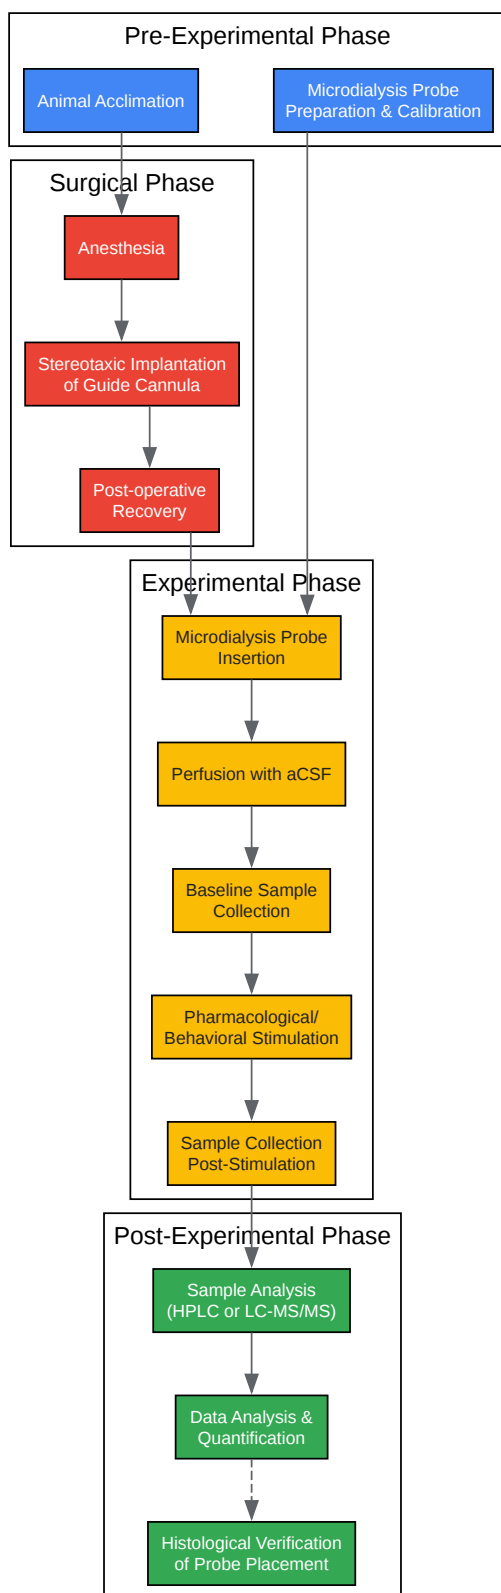 Pre-Experimental Phase
Animal Acclimation
Microdialysis Probe
Preparation & Calibration
Surgical Phase
Anesthesia
Stereotaxic Implantation
of Guide Cannula
Post-operative
Recovery
Experimental Phase
Microdialysis Probe
Insertion
Perfusion with aCSF
Baseline Sample
Collection
Pharmacological/
Behavioral Stimulation
Sample Collection
Post-Stimulation
Post-Experimental Phase
Sample Analysis
(HPLC or LC-MS/MS)
Data Analysis &
Quantification
Histological Verification
of Probe Placement